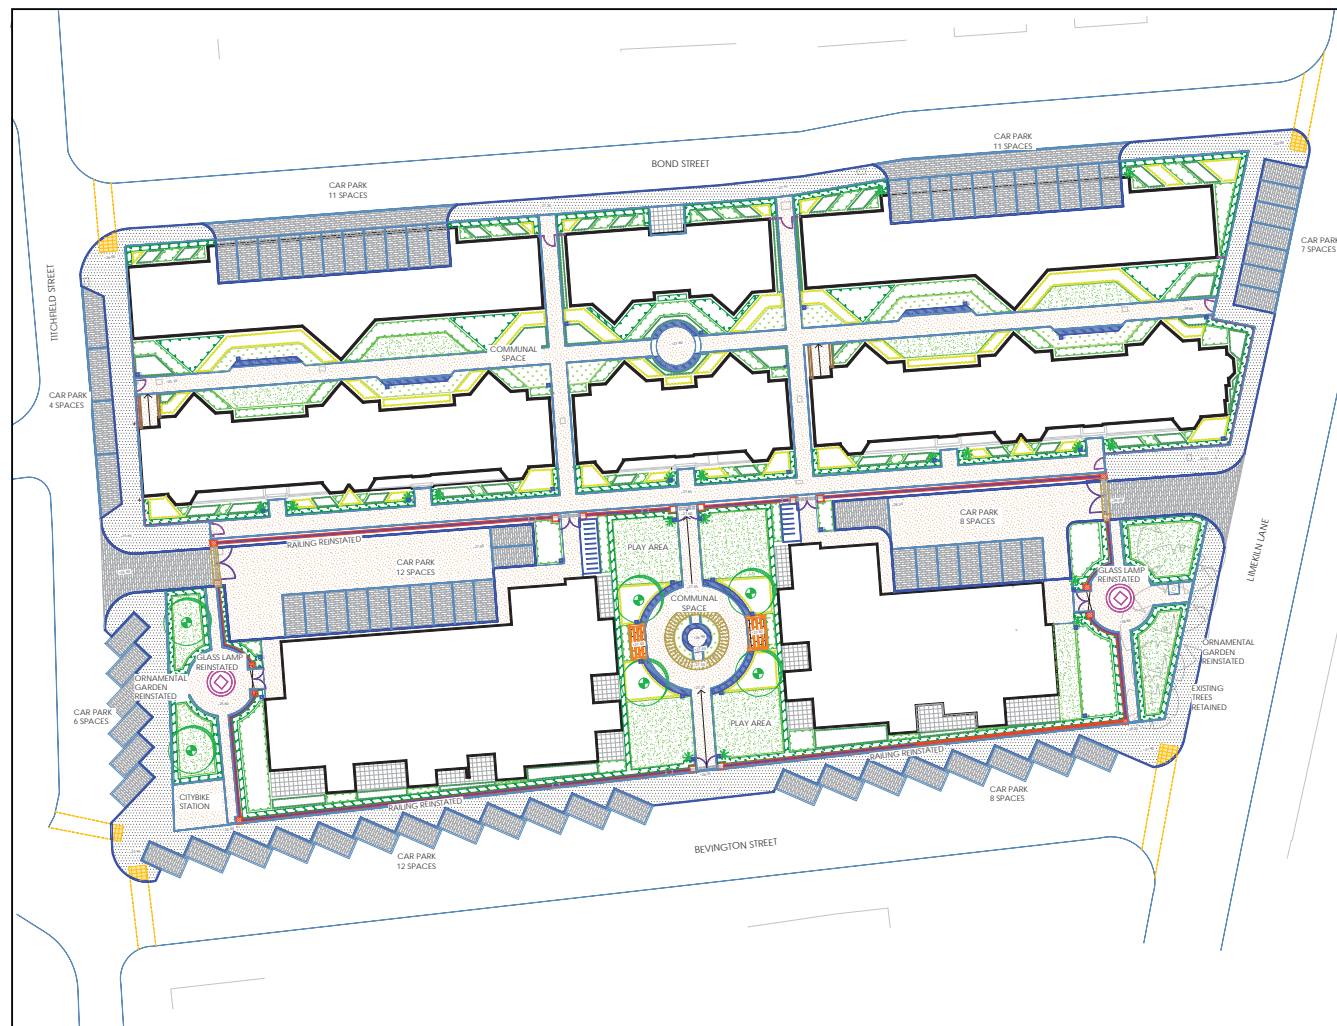 BOND STREET
CAR PARK
11 SPACES
CAR PARK
11 SPACES
CAR PARK
7 SPACES
TITCHFIELD STREET
COMMUNAL
SPACE
CAR PARK
4 SPACES
CAR PARK
8 SPACES
RAILING REINSTATED
PLAY AREA
CAR PARK
12 SPACES
LIMEKILN LANE
GLASS LAMP
REINSTATED
COMMUNAL
SPACE
GLASS LAMP
REINSTATED
ORNAMENTAL
GARDEN
REINSTATED
ORNAMENTAL
GARDEN
REINSTATED
EXISTING
TREES
RETAINED
CAR PARK
6 SPACES
PLAY AREA
RAILING REINSTATED
CITYBIKE
STATION
RAILING REINSTATED
CAR PARK
8 SPACES
BEVINGTON STREET
CAR PARK
12 SPACES